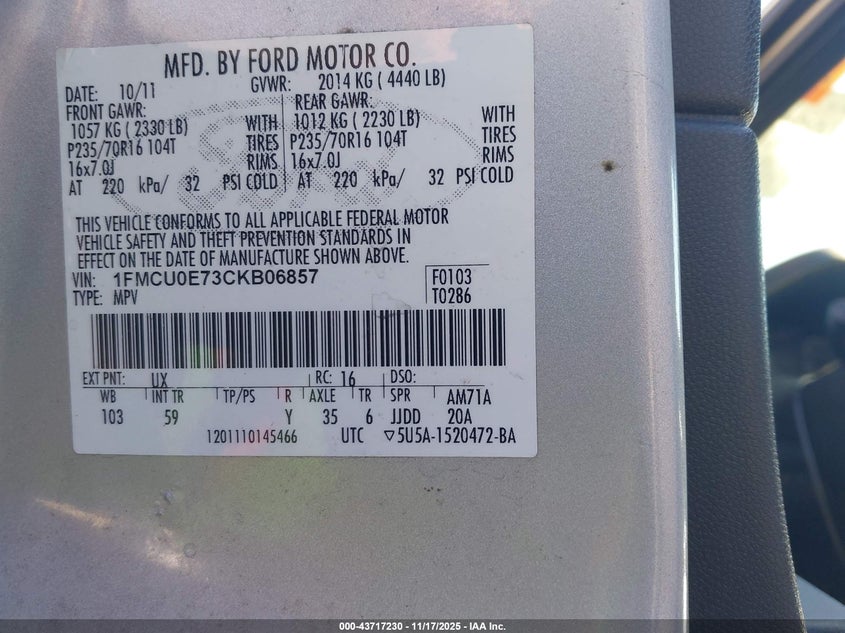 MFD. BY FORD MOTOR CO.
DATE: 10/11 GVWR: 2014 KG ( 4440 LB)
FRONT GAWR: REAR GAWR:
1057 KG ( 2330 LB) WITH 1012 KG ( 2230 LB) WITH
P235/70R16 104T TIRES P235/70R16 104T TIRES
16x7.0J RIMS 16x7.0J RIMS
AT 220 kPa/ 32 PSI COLD AT 220 kPa/ 32 PSI COLD
THIS VEHICLE CONFORMS TO ALL APPLICABLE FEDERAL MOTOR
VEHICLE SAFETY AND THEFT PREVENTION STANDARDS IN
EFFECT ON THE DATE OF MANUFACTURE SHOWN ABOVE.
VIN: 1FMCU0E73CKB06857 F0103
TYPE: MPV T0286
EXT PNT: UX RC: 16 DSO:
WB INT TR TP/PS R AXLE TR SPR AM71A
103 59 Y 35 6 JJDD 20A
1201110145466 UTC ▽5U5A-1520472-BA
000-43717230 - 11/17/2025 - IAA Inc.